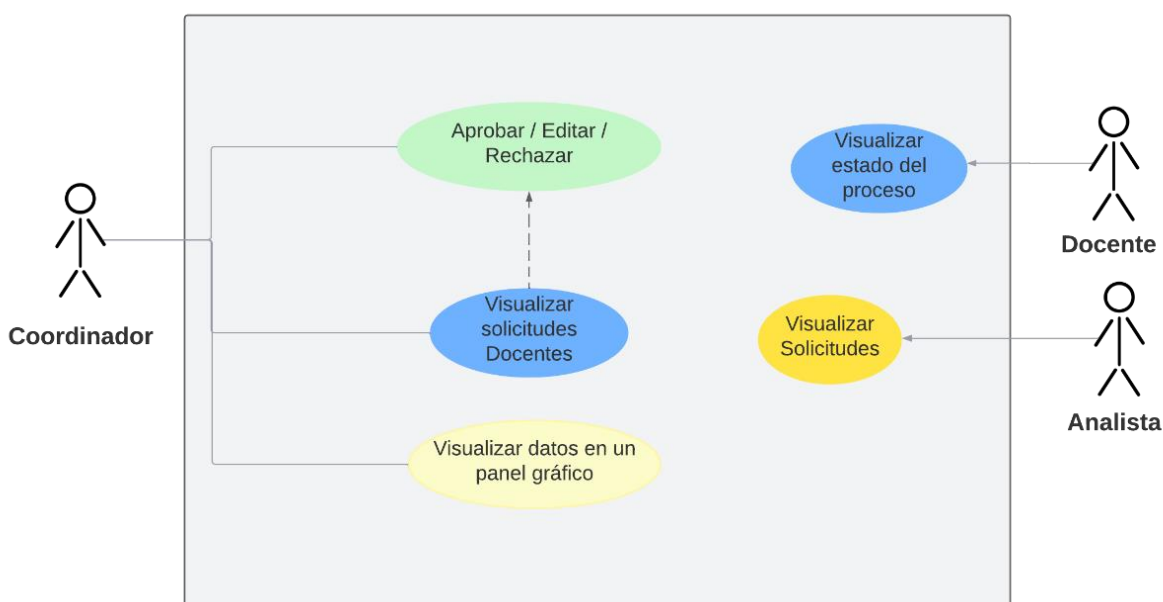 Aprobar / Editar /
Rechazar
Visualizar
estado del
proceso
Docente
Coordinador
Visualizar
solicitudes
Docentes
Visualizar
Solicitudes
Analista
Visualizar datos en un
panel gráfico